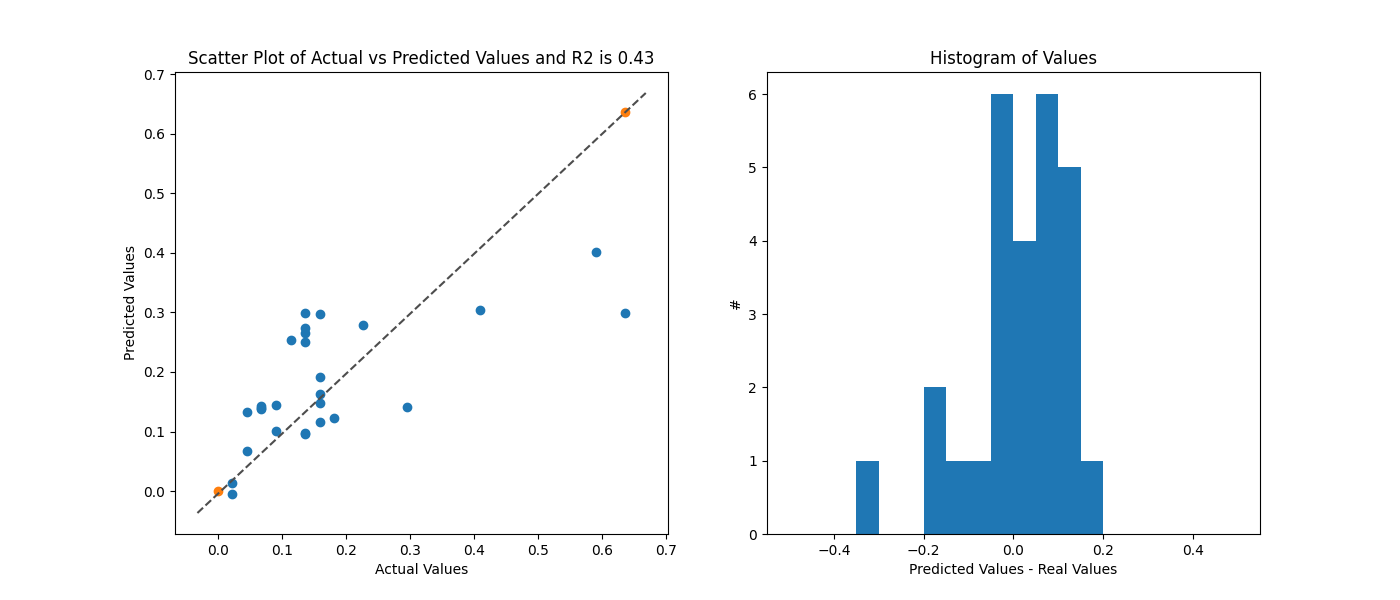 Scatter Plot of Actual vs Predicted Values and R2 is 0.43
0.7
0.6
0.5
0.4
0.3
0.2
0.1
0.0
Predicted Values
0.0 0.1 0.2 0.3 0.4 0.5 0.6 0.7
Actual Values
Histogram of Values
6
5
4
3
2
1
0
#
−0.4 −0.2 0.0 0.2 0.4
Predicted Values - Real Values